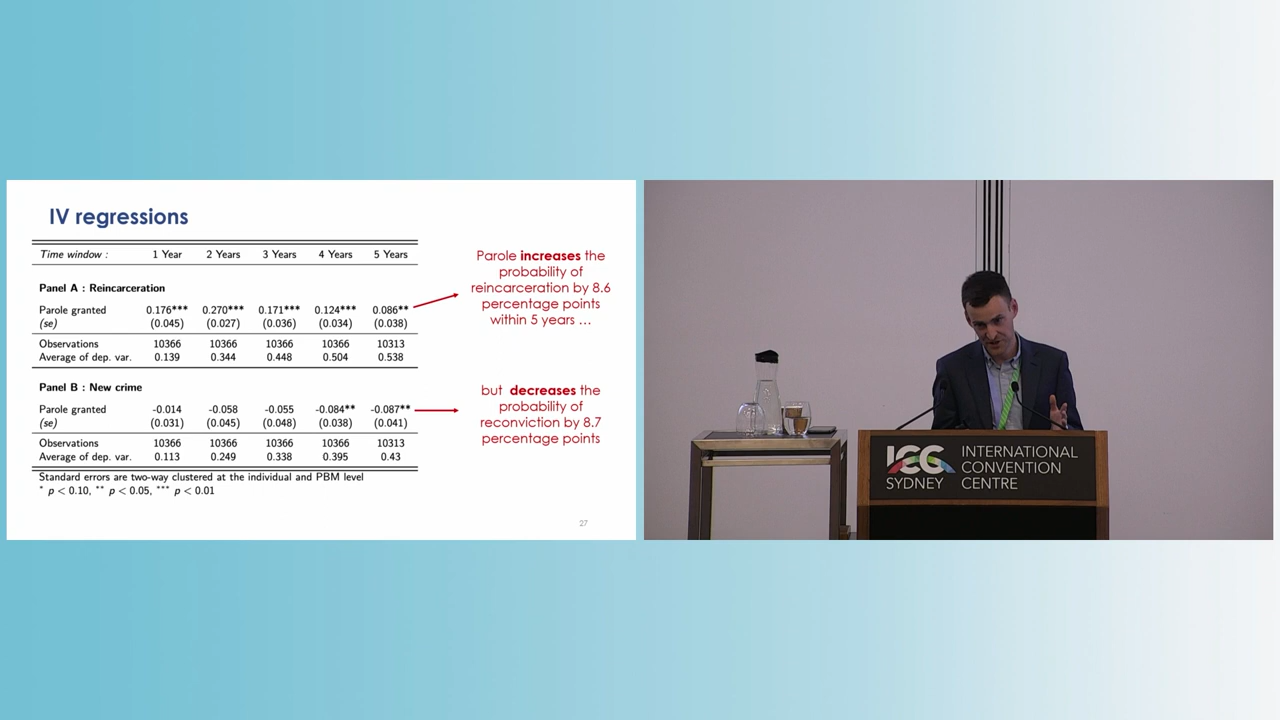 IV regressions
Time window : 1 Year 2 Years 3 Years 4 Years 5 Years
Panel A : Reincarceration
Parole granted 0.176*** 0.270*** 0.171*** 0.124*** 0.086**
(se) (0.045) (0.027) (0.036) (0.034) (0.038)
Observations 10366 10366 10366 10366 10313
Average of dep. var. 0.139 0.344 0.448 0.504 0.538
Panel B : New crime
Parole granted -0.014 -0.058 -0.055 -0.084** -0.087**
(se) (0.031) (0.045) (0.048) (0.038) (0.041)
Observations 10366 10366 10366 10366 10313
Average of dep. var. 0.113 0.249 0.338 0.395 0.43
Standard errors are two-way clustered at the individual and PBM level
* p < 0.10, ** p < 0.05, *** p < 0.01
Parole increases the
probability of
reincarceration by 8.6
percentage points
within 5 years ...
but decreases the
probability of
reconviction by 8.7
percentage points
27
ICC
SYDNEY
INTERNATIONAL
CONVENTION
CENTRE